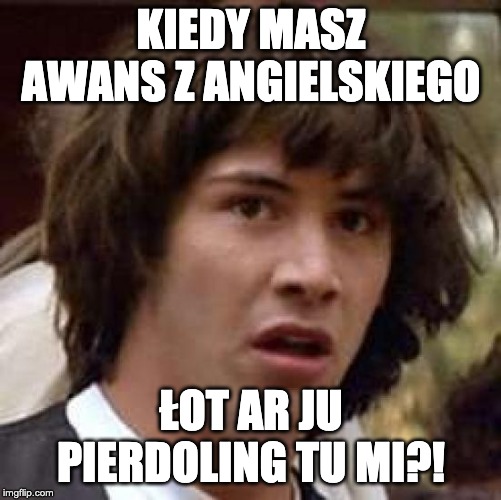 KIEDY MASZ
AWANS Z ANGIELSKIEGO
ŁOT AR JU
PIERDOLING TU MI?!
imgflip.com